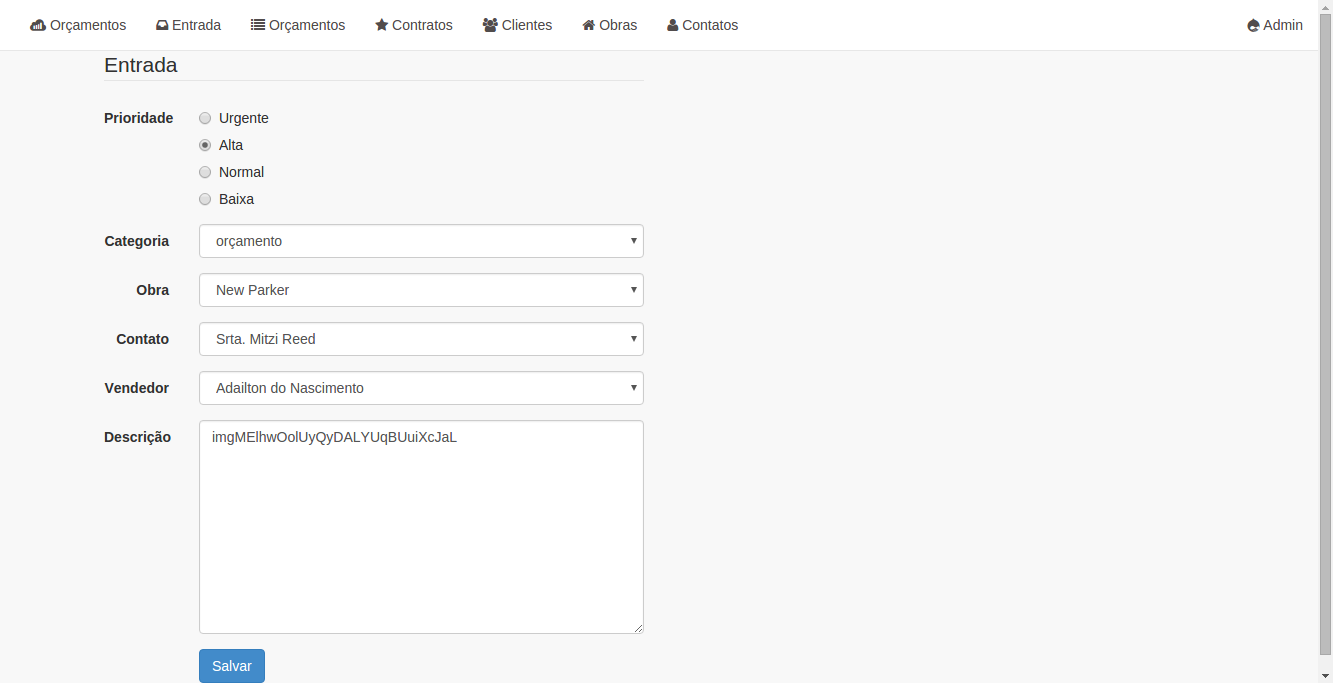 Orçamentos Entrada Orçamentos Contratos Clientes Obras Contatos Admin
Entrada
Prioridade Urgente
Alta
Normal
Baixa
Categoria orçamento
Obra New Parker
Contato Srta. Mitzi Reed
Vendedor Adailton do Nascimento
Descrição imgMElhwOolUyQyDALYUqBUuiXcJaL
Salvar